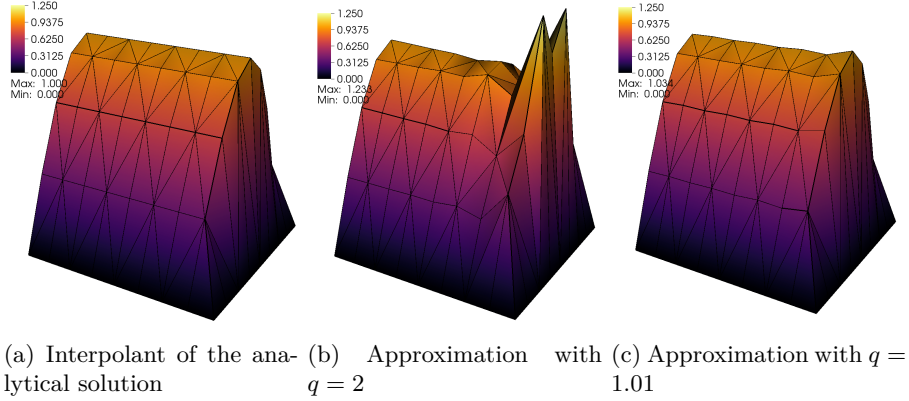 1.250
0.9375
0.6250
0.3125
0.000
Max: 1.000
Min: 0.000
1.250
0.9375
0.6250
0.3125
0.000
Max: 1.233
Min: 0.000
1.250
0.9375
0.6250
0.3125
0.000
Max: 1.034
Min: 0.000
(a) Interpolant of the ana-
lytical solution
(b) Approximation with
q = 2
(c) Approximation with q =
1.01